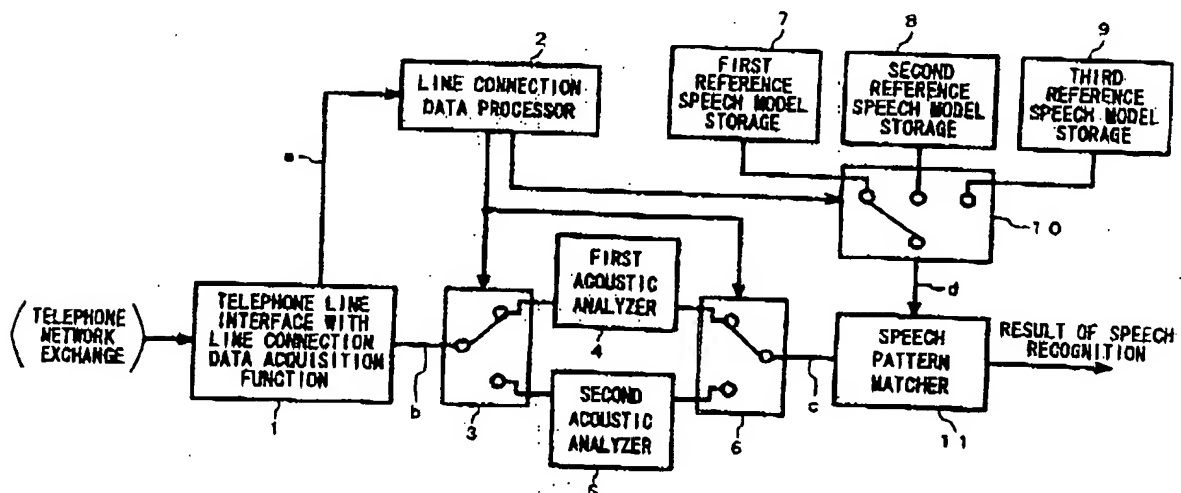 2
LINE CONNECTION
DATA PROCESSOR
7
FIRST
REFERENCE
SPEECH MODEL
STORAGE
8
SECOND
REFERENCE
SPEECH MODEL
STORAGE
9
THIRD
REFERENCE
SPEECH MODEL
STORAGE
a
10
d
(TELEPHONE
NETWORK
EXCHANGE)
TELEPHONE LINE
INTERFACE WITH
LINE CONNECTION
DATA ACQUISITION
FUNCTION
1
b
3
FIRST
ACOUSTIC
ANALYZER
4
SECOND
ACOUSTIC
ANALYZER
5
6
c
SPEECH
PATTERN
MATCHER
11
RESULT OF SPEECH
RECOGNITION